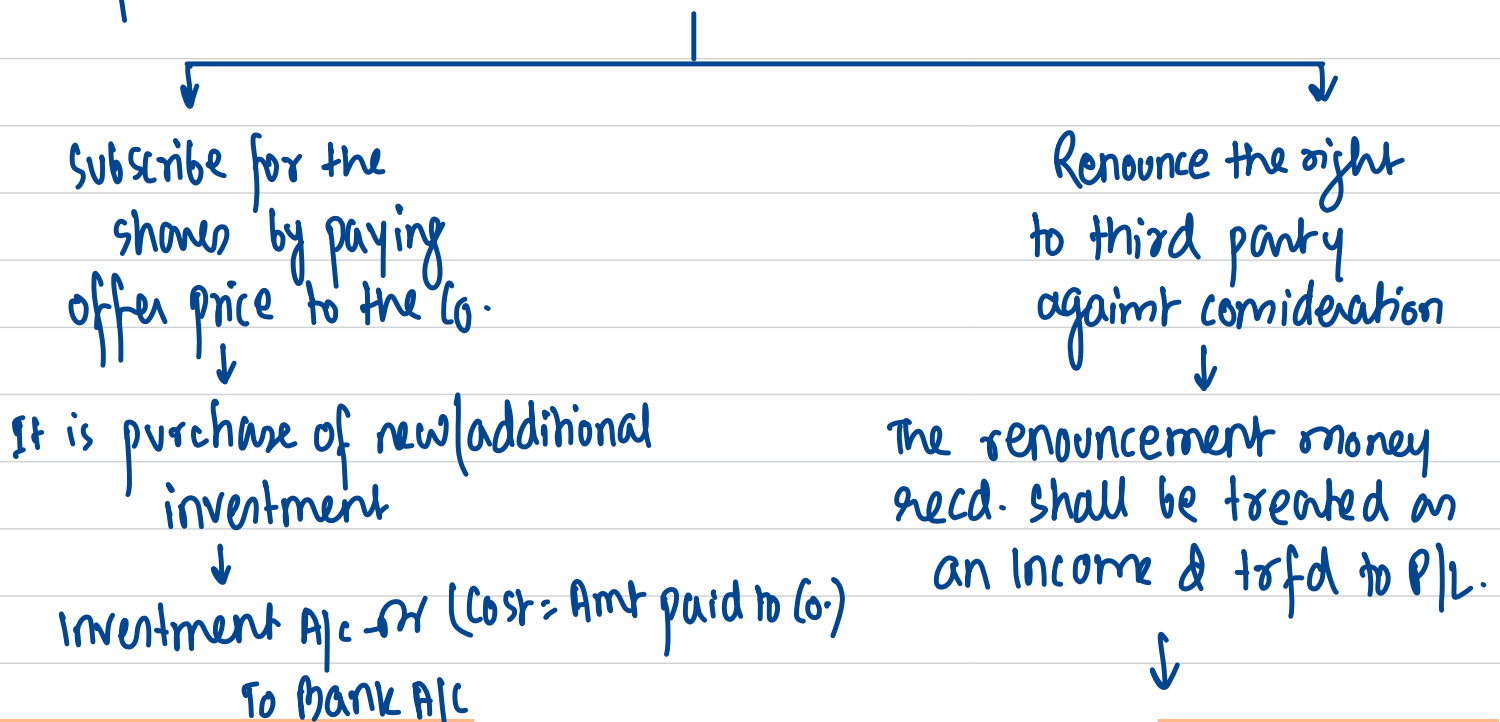 Subscribe for the
shares by paying
offer price to the Co.
It is purchase of new/additional
investment
Investment A/c Dr (Cost = Amt paid to Co.)
To Bank A/c
Renounce the right
to third party
against consideration
The renouncement money
recd. shall be treated as
an Income & trfd to P/L.